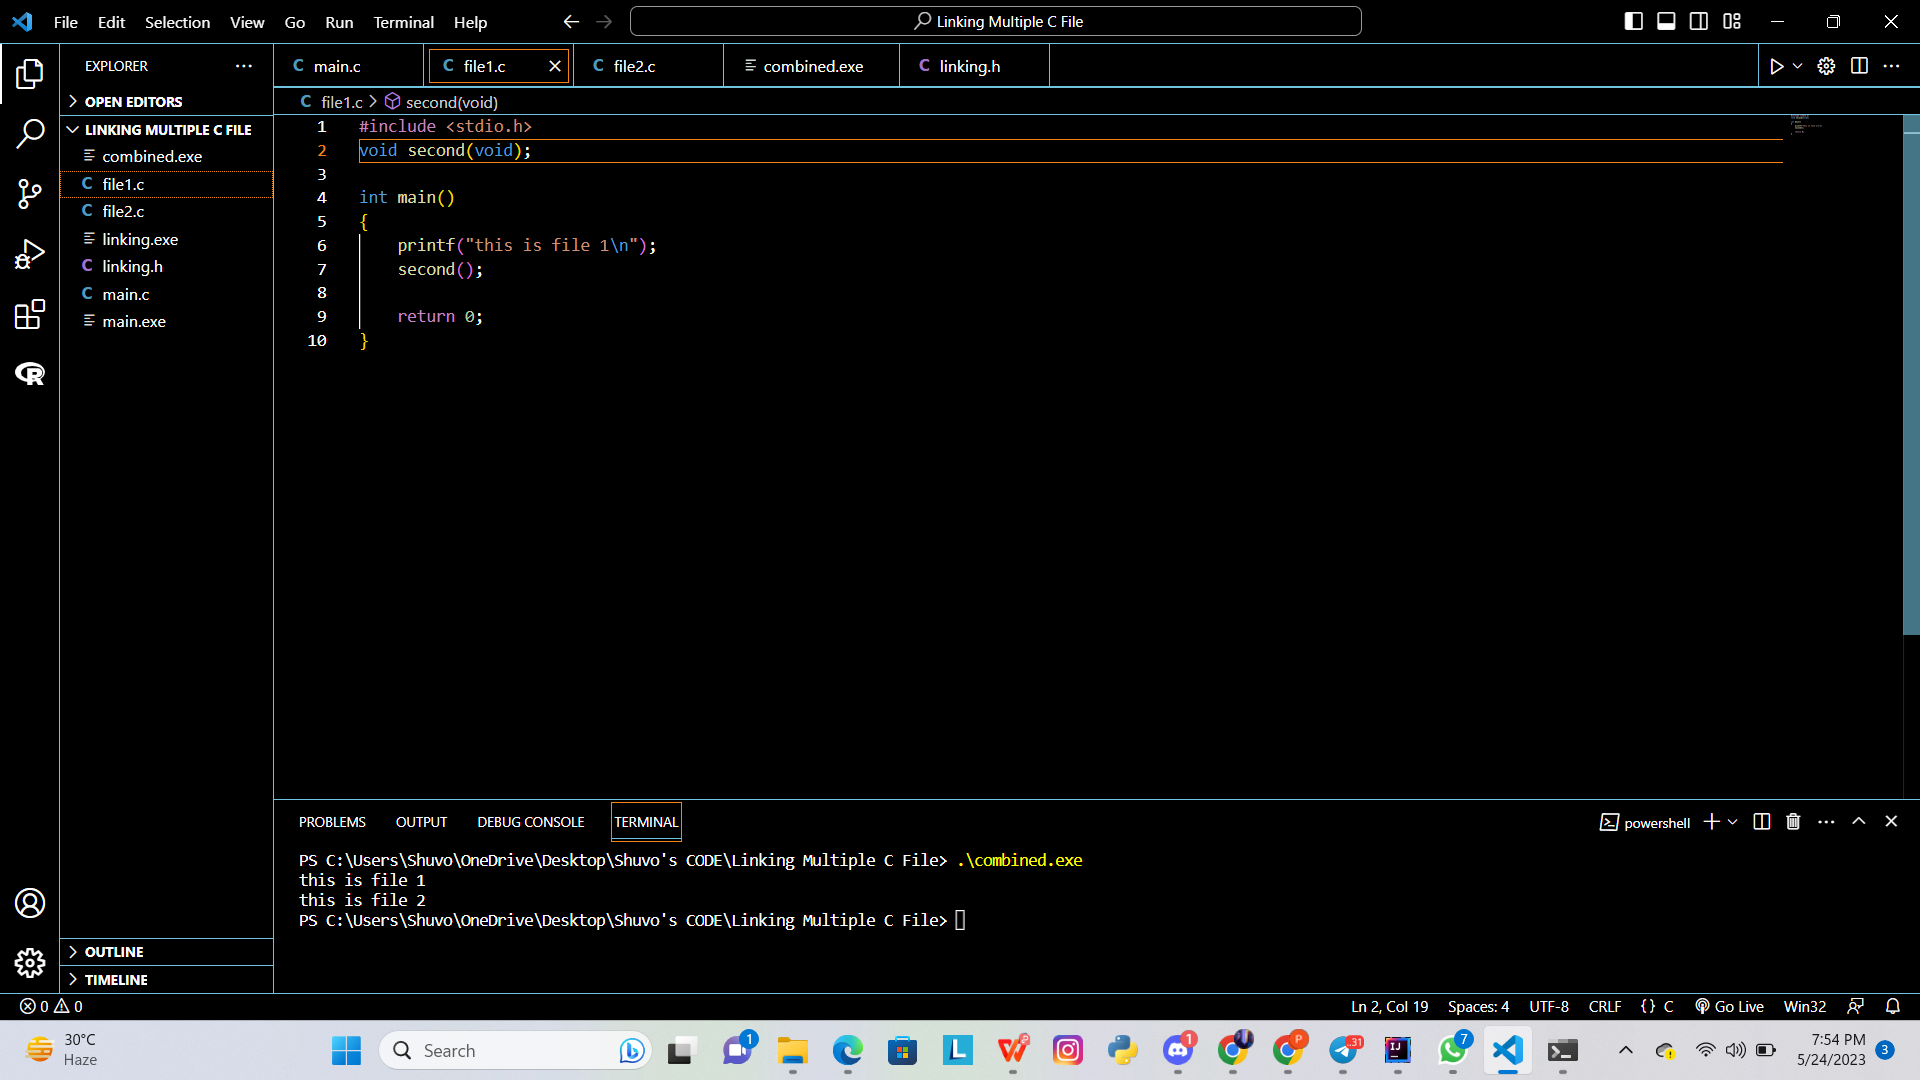 File Edit Selection View Go Run Terminal Help
Linking Multiple C File
EXPLORER
C main.c
C file1.c
C file2.c
combined.exe
C linking.h
OPEN EDITORS
C file1.c > second(void)
LINKING MULTIPLE C FILE
combined.exe
C file1.c
C file2.c
linking.exe
C linking.h
C main.c
main.exe
1 #include <stdio.h>
2 void second(void);
3
4 int main()
5 {
6 printf("this is file 1\n");
7 second();
8
9 return 0;
10 }
PROBLEMS OUTPUT DEBUG CONSOLE TERMINAL
powershell
PS C:\Users\Shuvo\OneDrive\Desktop\Shuvo's CODE\Linking Multiple C File> .\combined.exe
this is file 1
this is file 2
PS C:\Users\Shuvo\OneDrive\Desktop\Shuvo's CODE\Linking Multiple C File>
OUTLINE
TIMELINE
0 0
Ln 2, Col 19 Spaces: 4 UTF-8 CRLF {} C Go Live Win32
30°C
Haze
Search
1
L
1
P
.31
IJ
7
7:54 PM
5/24/2023
3